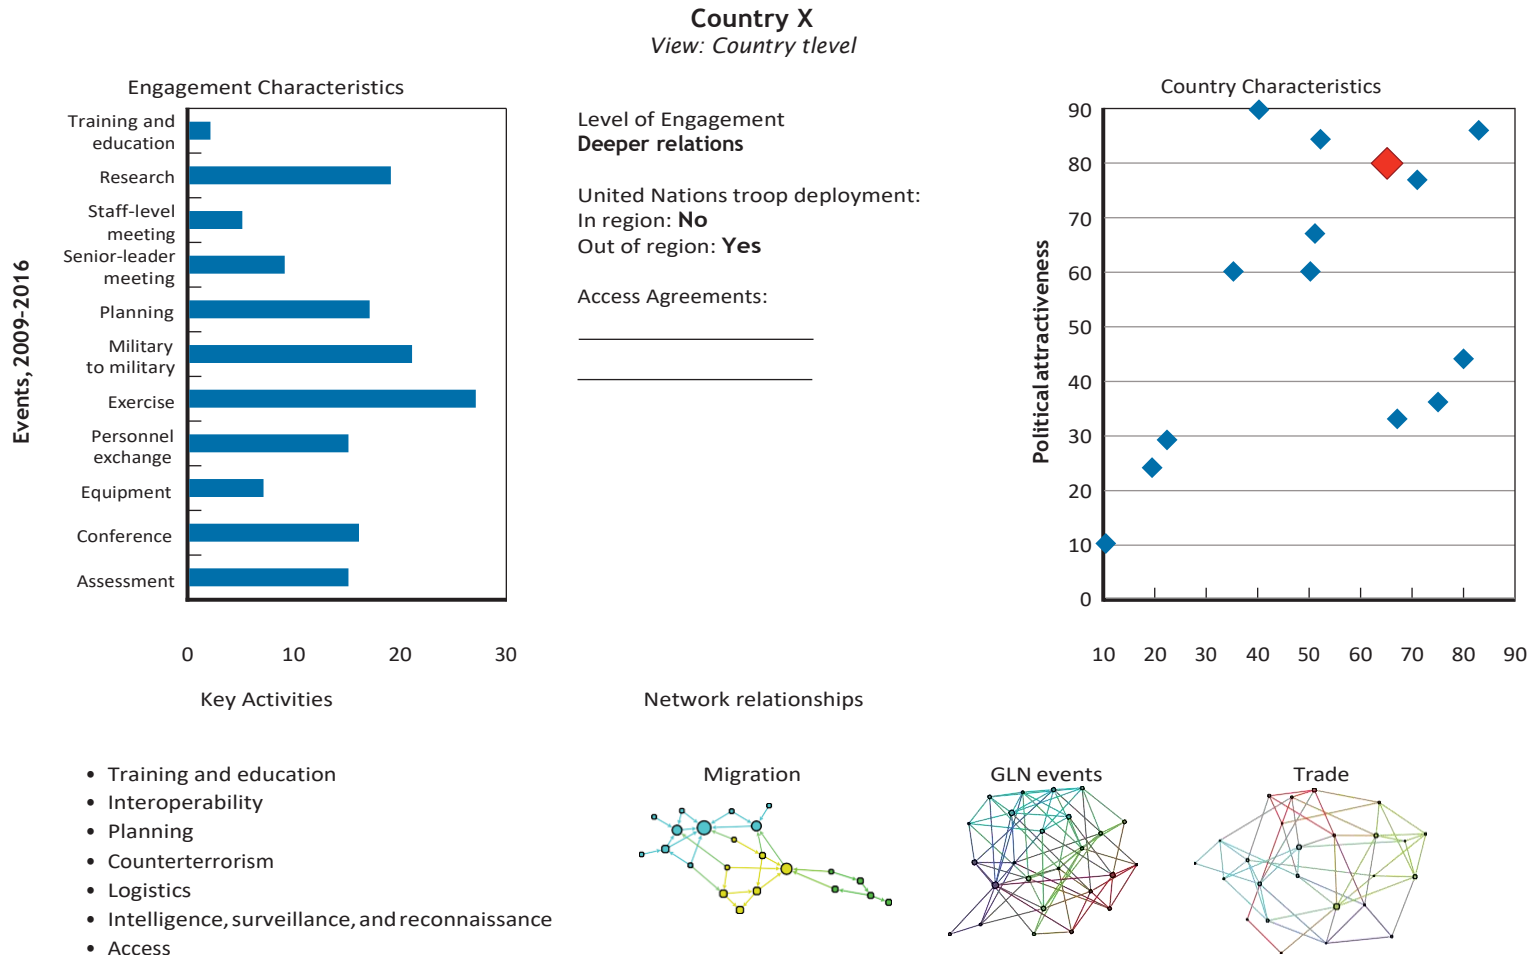 Country X
View: Country tlevel
Engagement Characteristics
Events, 2009-2016
Training and
education
Research
Staff-level
meeting
Senior-leader
meeting
Planning
Military
to military
Exercise
Personnel
exchange
Equipment
Conference
Assessment
0 10 20 30
Level of Engagement
Deeper relations
United Nations troop deployment:
In region: No
Out of region: Yes
Access Agreements:
Country Characteristics
Political attractiveness
90
80
70
60
50
40
30
20
10
0
10 20 30 40 50 60 70 80 90
Key Activities
• Training and education
• Interoperability
• Planning
• Counterterrorism
• Logistics
• Intelligence, surveillance, and reconnaissance
• Access
Network relationships
Migration
GLN events
Trade